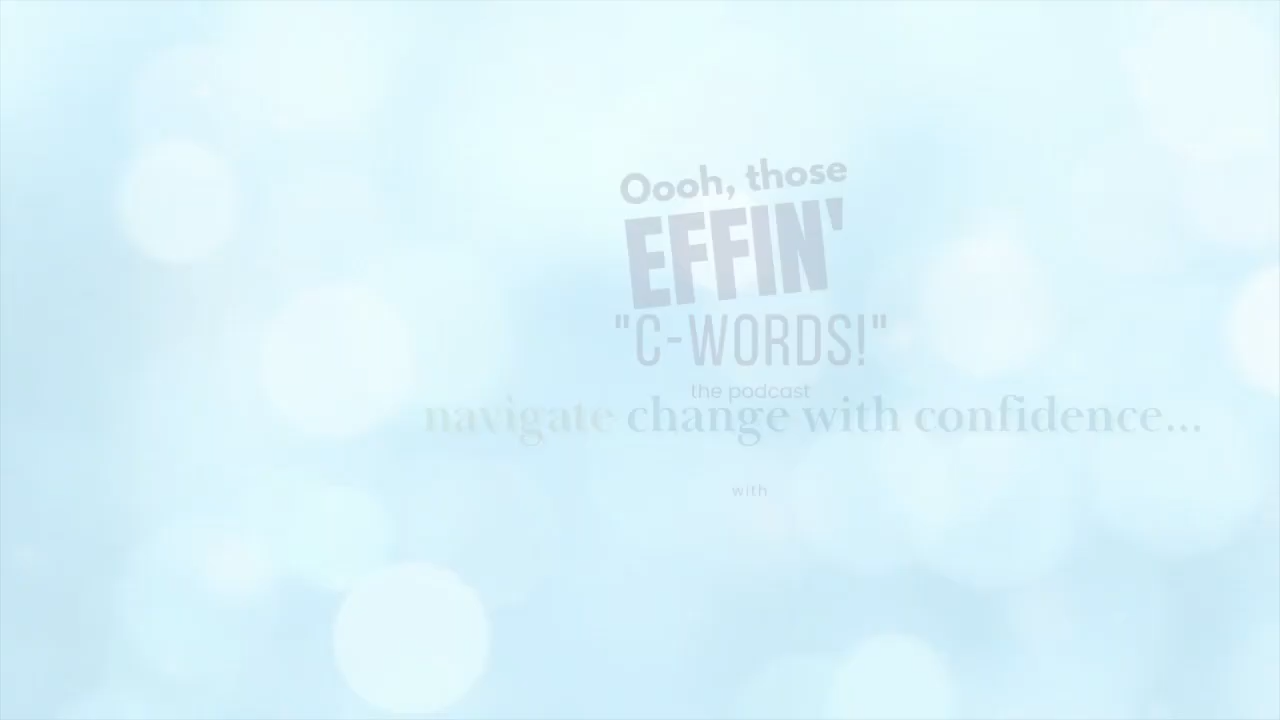 Oooh, those
EFFIN'
"C-WORDS!"
the podcast
navigate change with confidence...
with